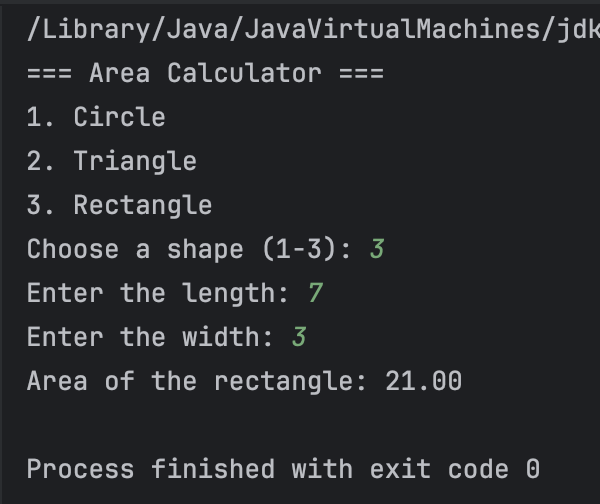 /Library/Java/JavaVirtualMachines/jdk
=== Area Calculator ===
1. Circle
2. Triangle
3. Rectangle
Choose a shape (1-3): 3
Enter the length: 7
Enter the width: 3
Area of the rectangle: 21.00
Process finished with exit code 0